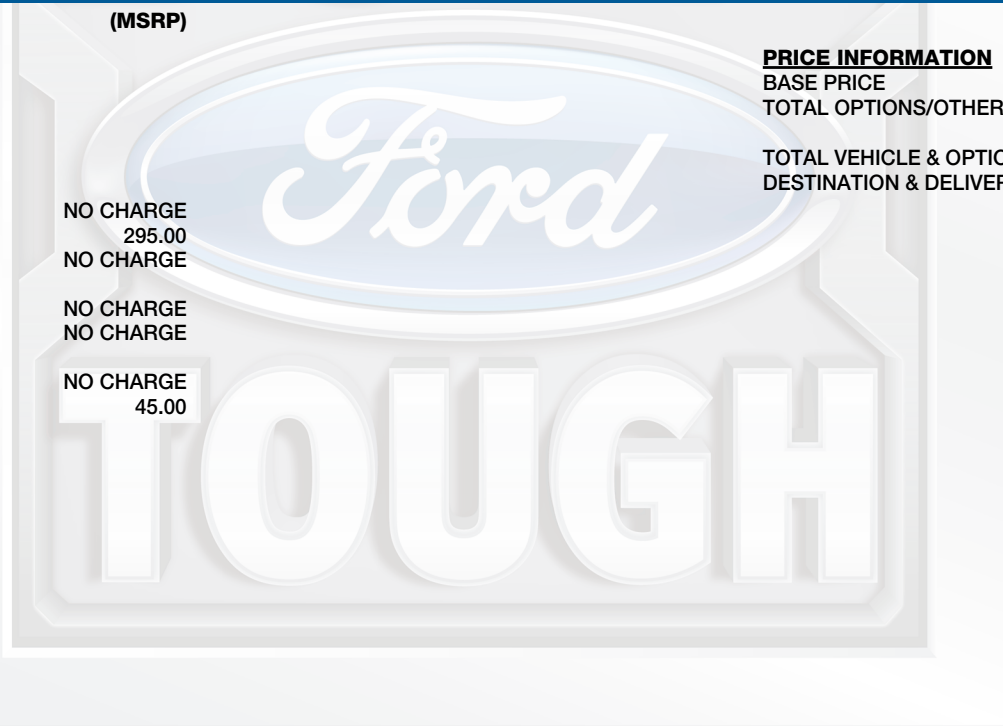 (MSRP)
NO CHARGE
295.00
NO CHARGE
NO CHARGE
NO CHARGE
NO CHARGE
45.00
PRICE INFORMATION
BASE PRICE
TOTAL OPTIONS/OTHER
TOTAL VEHICLE & OPTIO
DESTINATION & DELIVER
Ford
TOUGH